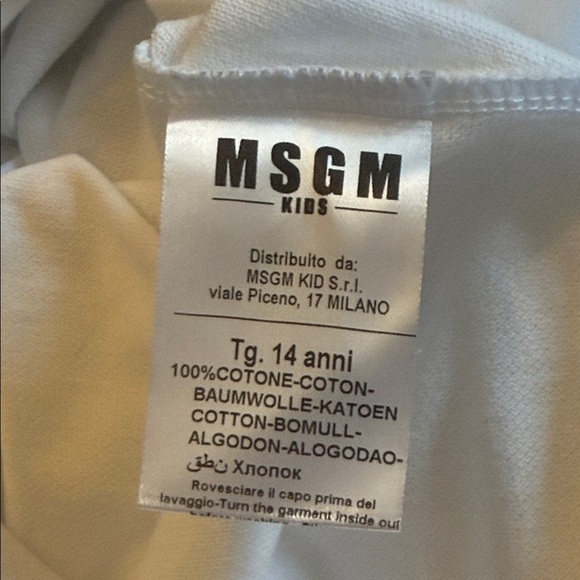 MSGM
KIDS
Distribuito da:
MSGM KID S.r.l.
viale Piceno, 17 MILANO
Tg. 14 anni
100%COTONE-COTON-
BAUMWOLLE-KATOEN
COTTON-BOMULL-
ALGODON-ALOGODAO-
نطق Хлопок
Rovesciare il capo prima del
lavaggio-Turn the garment inside out